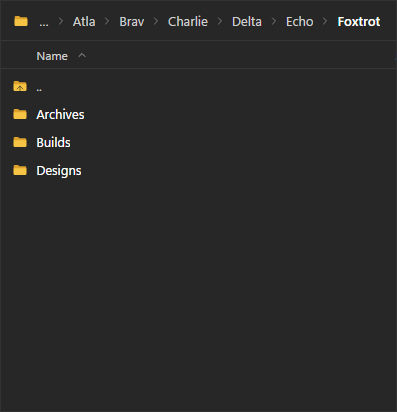 ... > Atla > Brav > Charlie > Delta > Echo > Foxtrot
Name
..
Archives
Builds
Designs